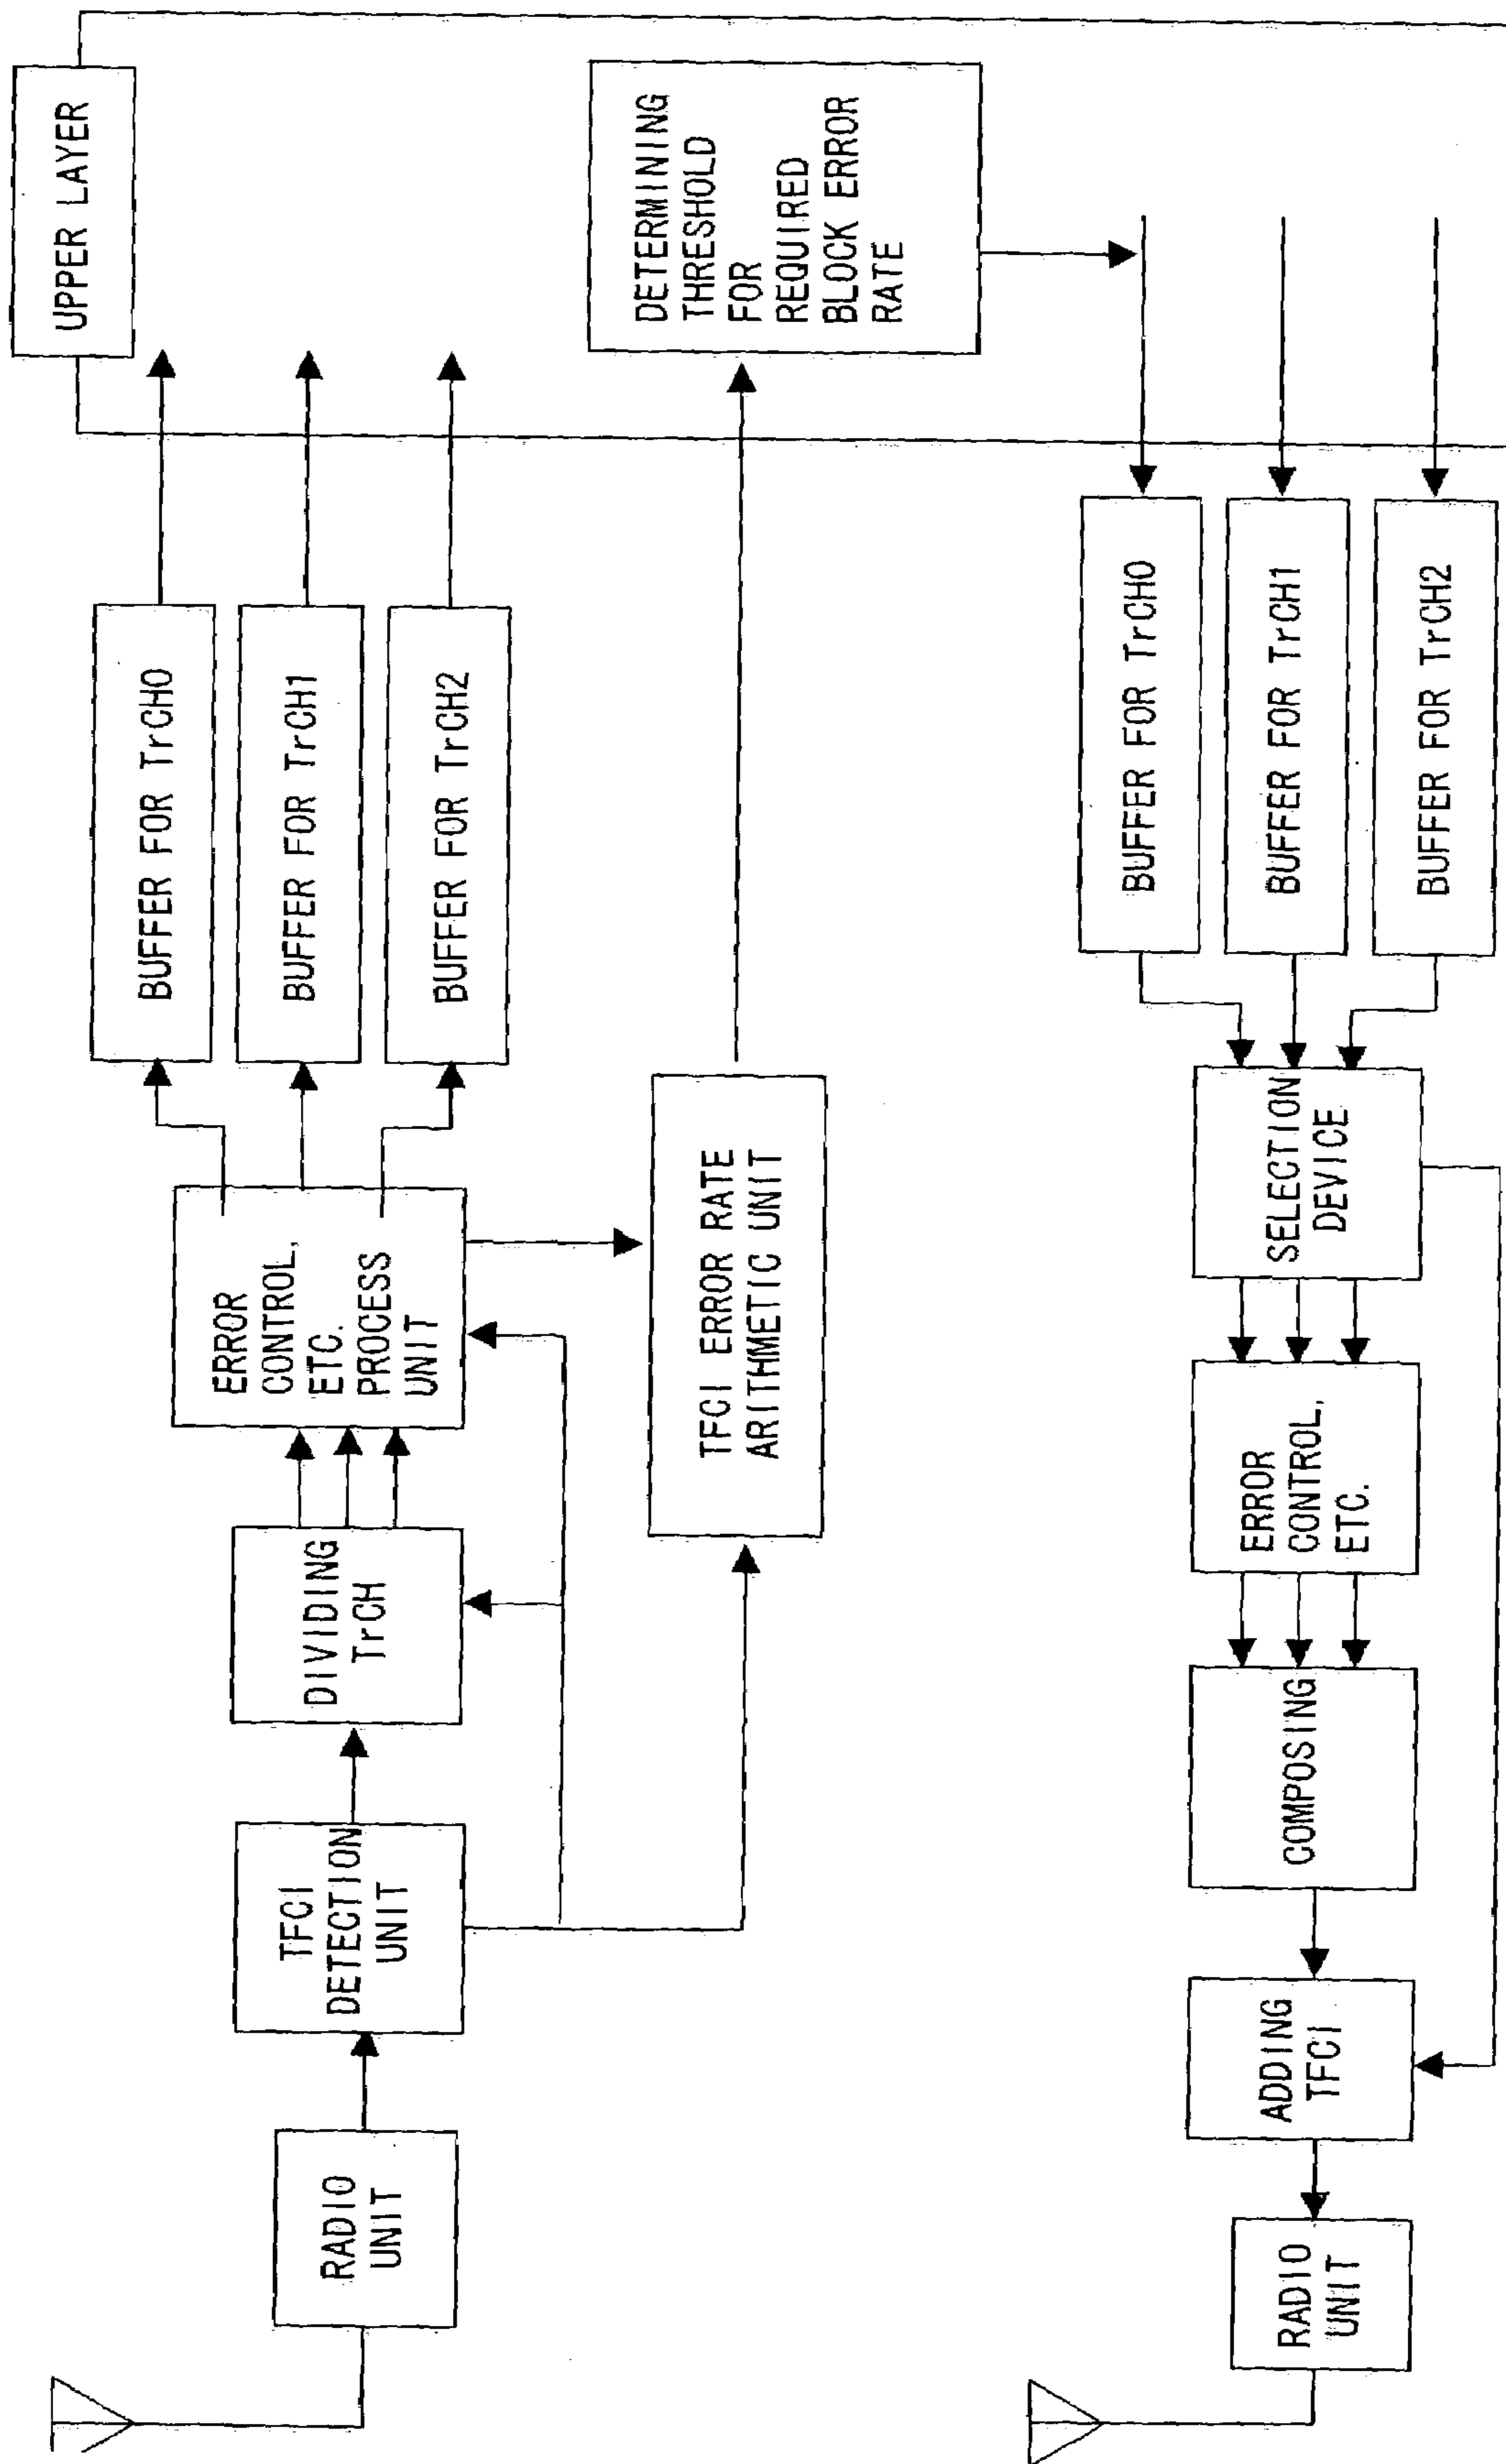 UPPER LAYER
BUFFER FOR TrCH0
BUFFER FOR TrCH1
BUFFER FOR TrCH2
ERROR
CONTROL,
ETC.
PROCESS
UNIT
DIVIDING
TrCH
TFCI
DETECTION
UNIT
RADIO
UNIT
TFCI ERROR RATE
ARITHMETIC UNIT
DETERMINING
THRESHOLD
FOR
REQUIRED
BLOCK ERROR
RATE
BUFFER FOR TrCH0
BUFFER FOR TrCH1
BUFFER FOR TrCH2
SELECTION
DEVICE
ERROR
CONTROL,
ETC.
COMPOSING
ADDING
TFCI
RADIO
UNIT